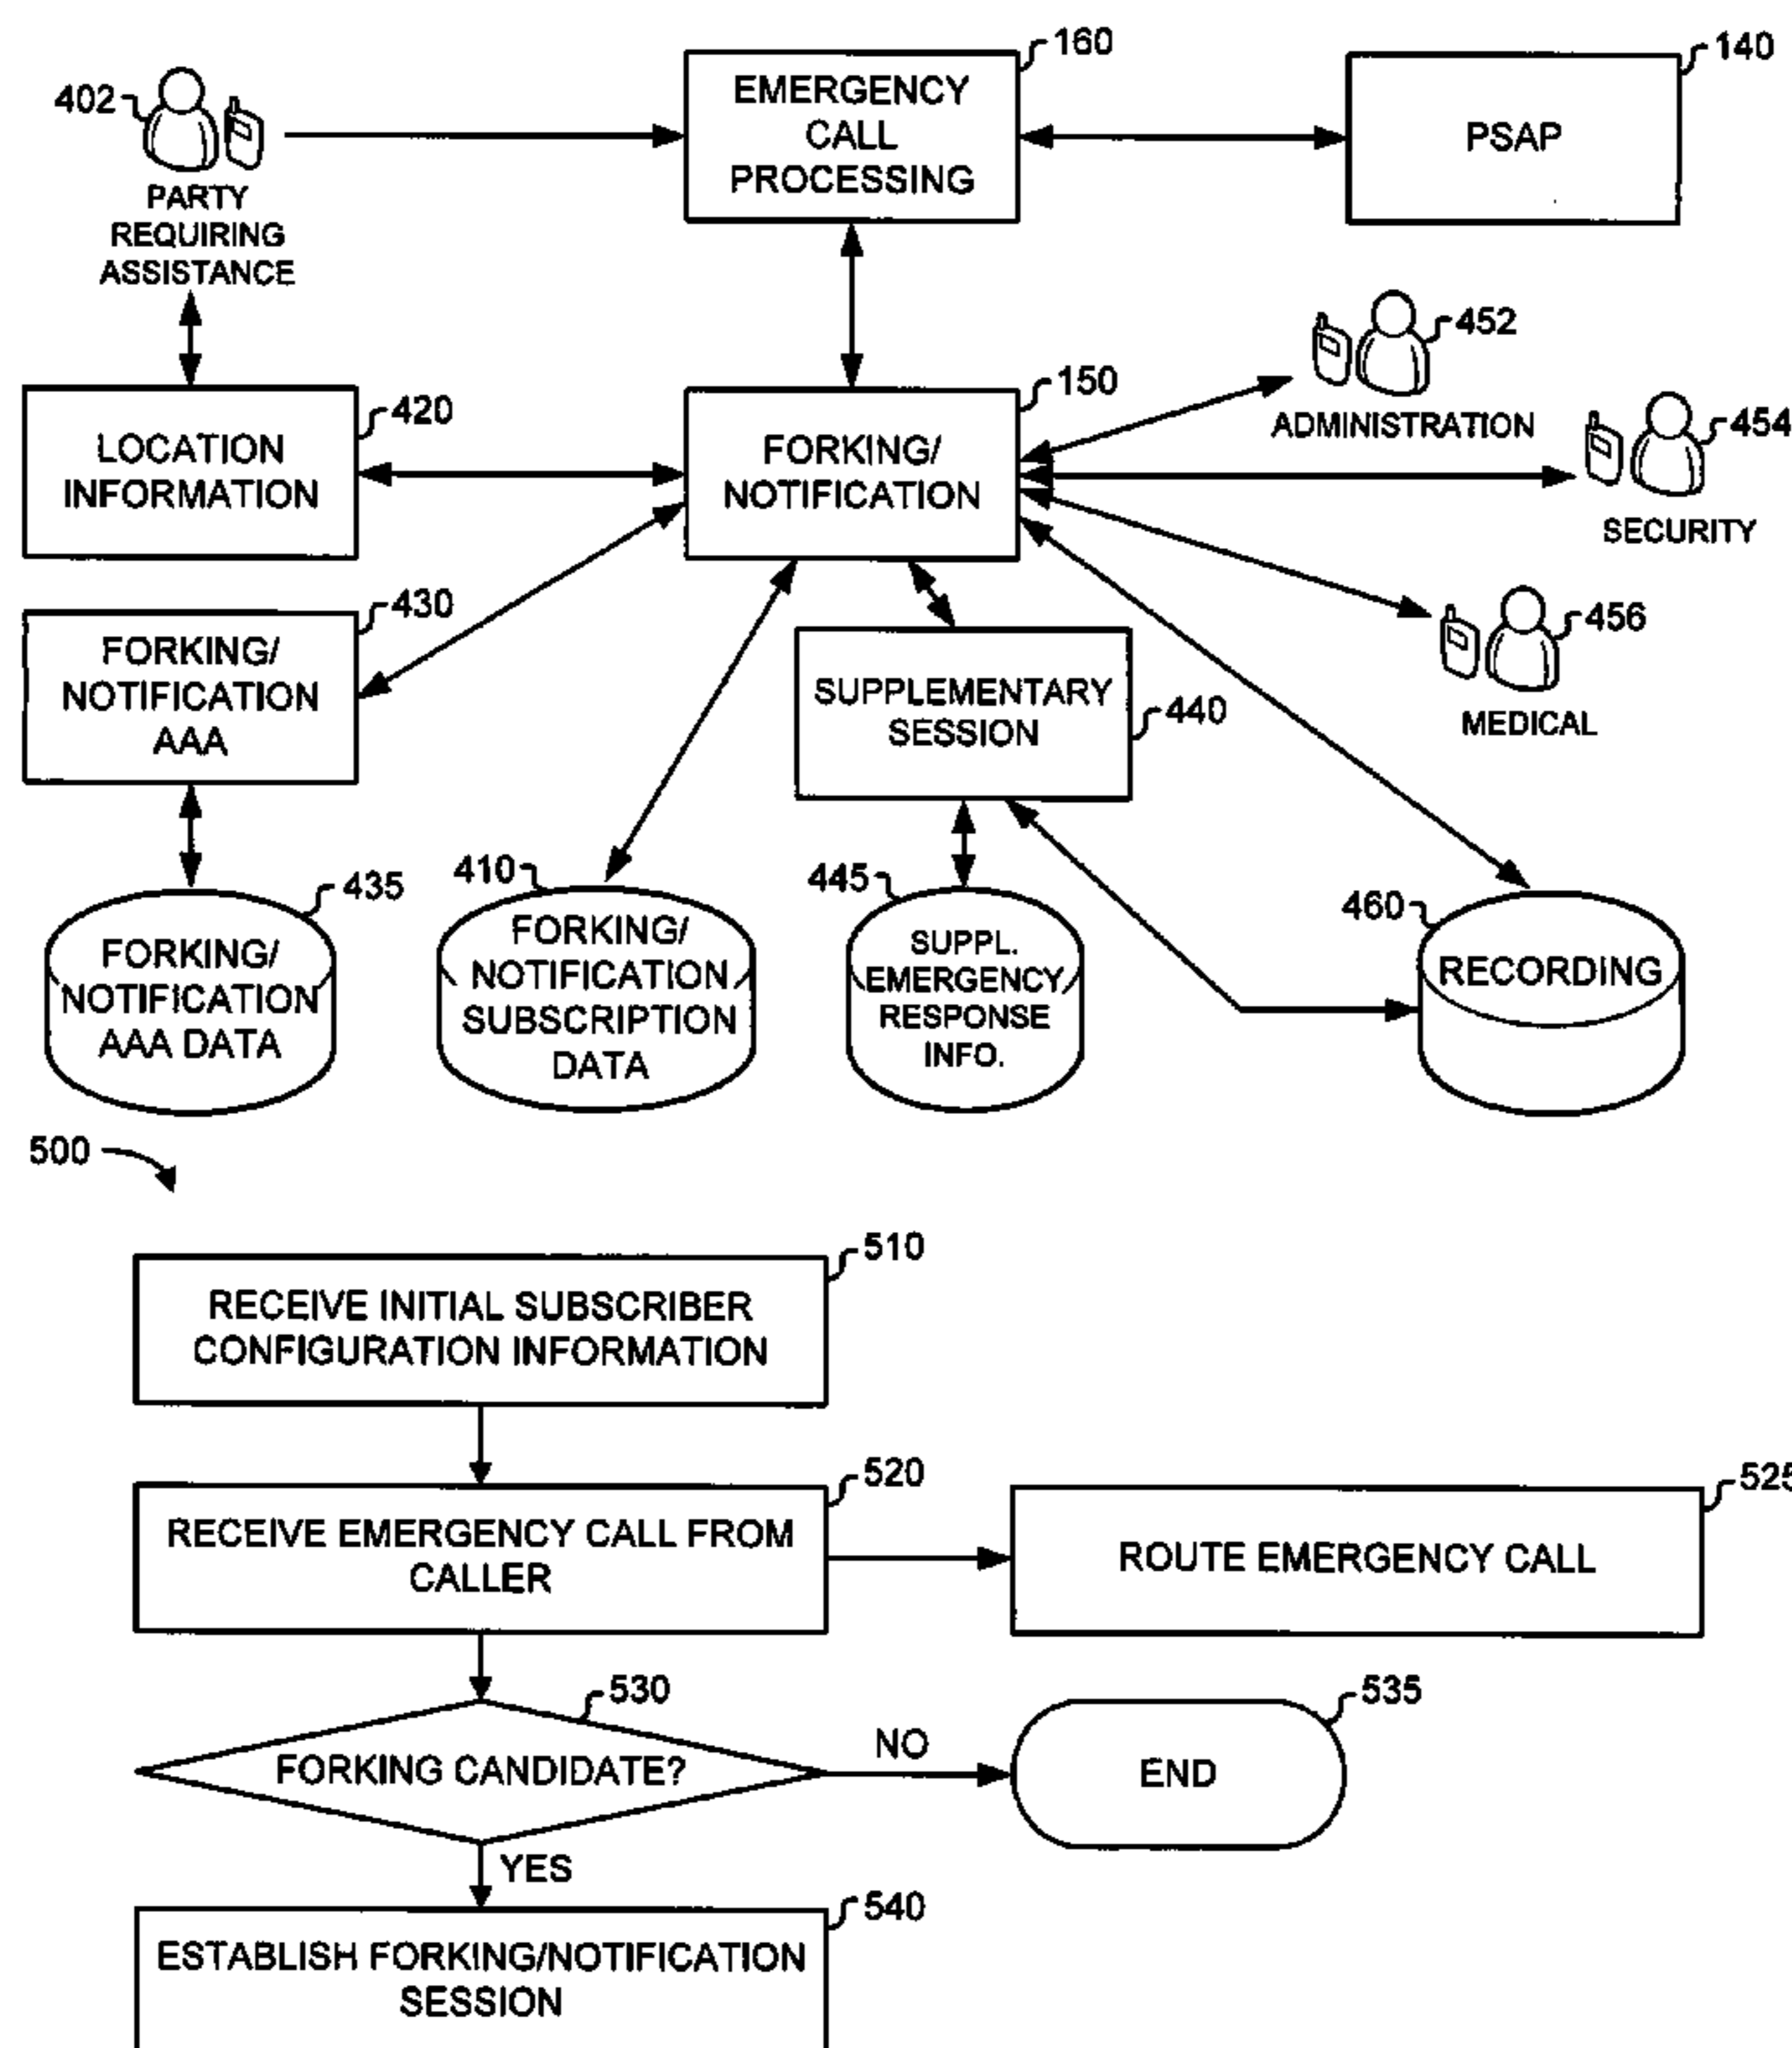 160
EMERGENCY
CALL
PROCESSING
140
PSAP
402
PARTY
REQUIRING
ASSISTANCE
452
ADMINISTRATION
454
SECURITY
456
MEDICAL
420
LOCATION
INFORMATION
150
FORKING/
NOTIFICATION
430
FORKING/
NOTIFICATION
AAA
SUPPLEMENTARY
SESSION
440
435
FORKING/
NOTIFICATION
AAA DATA
410
FORKING/
NOTIFICATION
SUBSCRIPTION
DATA
445
SUPPL.
EMERGENCY
RESPONSE
INFO.
460
RECORDING
500
510
RECEIVE INITIAL SUBSCRIBER
CONFIGURATION INFORMATION
520
RECEIVE EMERGENCY CALL FROM
CALLER
525
ROUTE EMERGENCY CALL
530
FORKING CANDIDATE?
NO
535
END
YES
540
ESTABLISH FORKING/NOTIFICATION
SESSION